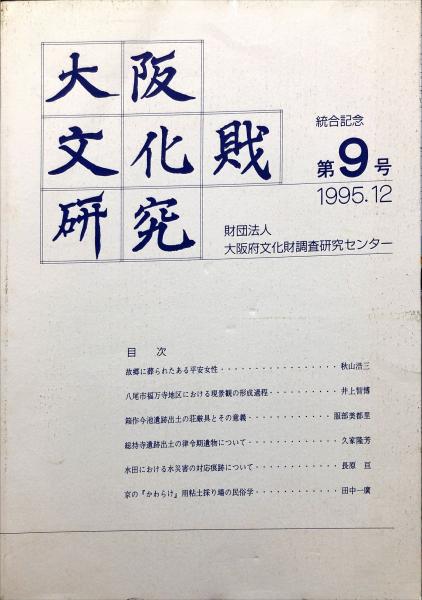 大阪
文化財
研究
統合記念
第9号
1995.12
財団法人
大阪府文化財調査研究センター
目 次
故郷に葬られたある平安女性・・・・・・・・・・・・・・・・・・秋山浩三
八尾市福万寺地区における現景観の形成過程・・・・・・・・・・・・井上智博
箱作今池遺跡出土の荘厳具とその意義・・・・・・・・・・・・・・服部美都里
総持寺遺跡出土の律令期遺物について・・・・・・・・・・・・・・久家隆芳
水田における水災害の対応痕跡について・・・・・・・・・・・・・長原 亘
京の『かわらけ』用粘土採り場の民俗学・・・・・・・・・・・・・田中一廣